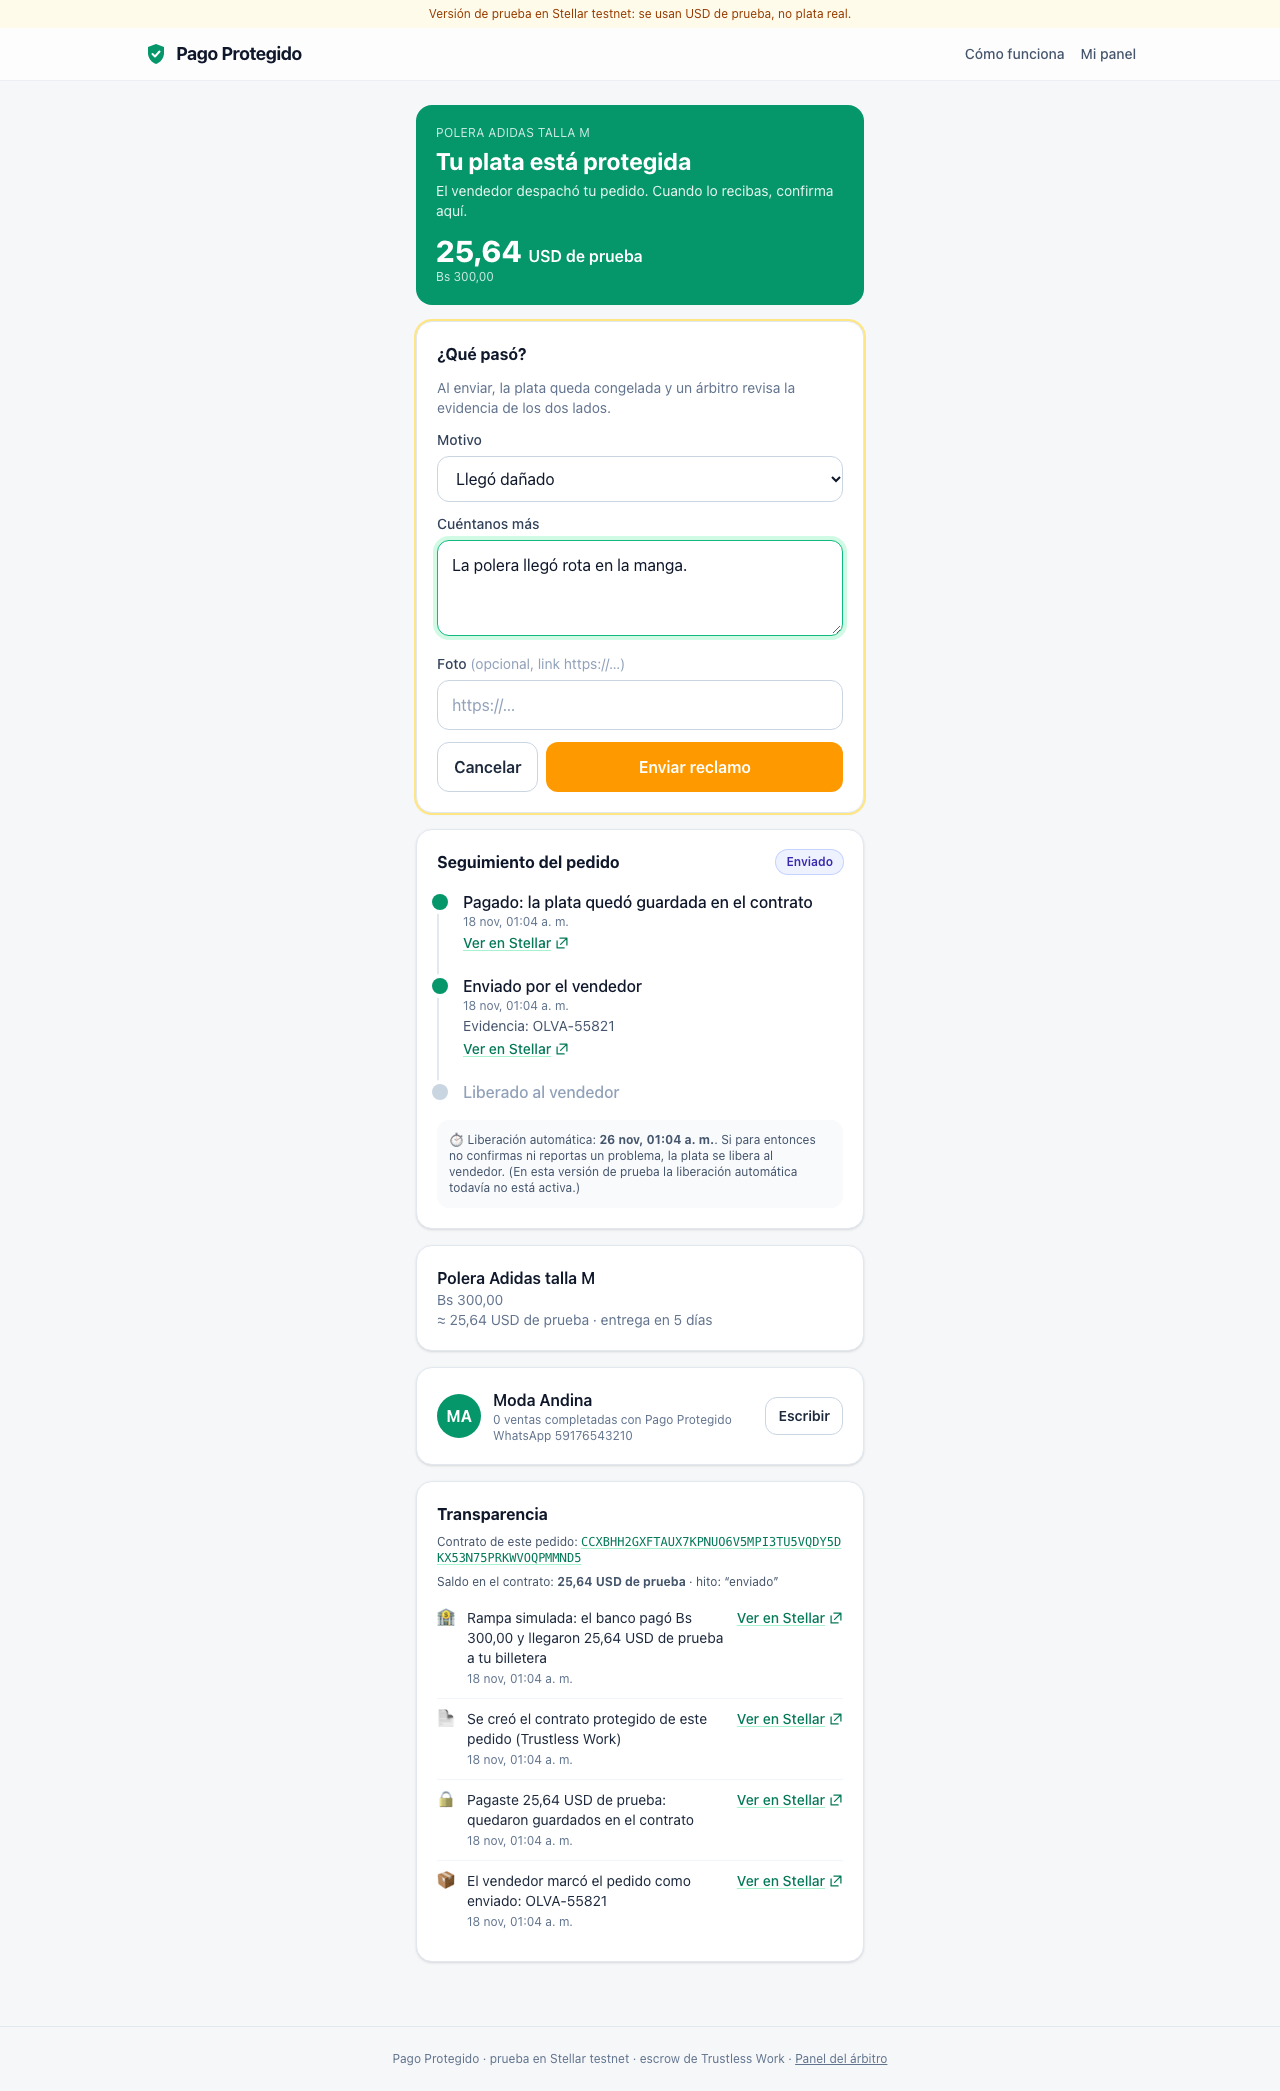 Versión de prueba en Stellar testnet: se usan USD de prueba, no plata real.
Pago Protegido
Cómo funciona
Mi panel
POLERA ADIDAS TALLA M
Tu plata está protegida
El vendedor despachó tu pedido. Cuando lo recibas, confirma
aquí.
25,64 USD de prueba
Bs 300,00
¿Qué pasó?
Al enviar, la plata queda congelada y un árbitro revisa la
evidencia de los dos lados.
Motivo
Llegó dañado
Cuéntanos más
La polera llegó rota en la manga.
Foto (opcional, link https://...)
https://...
Cancelar
Enviar reclamo
Seguimiento del pedido
Enviado
Pagado: la plata quedó guardada en el contrato
18 nov, 01:04 a. m.
Ver en Stellar
Enviado por el vendedor
18 nov, 01:04 a. m.
Evidencia: OLVA-55821
Ver en Stellar
Liberado al vendedor
⏱ Liberación automática: 26 nov, 01:04 a. m.. Si para entonces
no confirmas ni reportas un problema, la plata se libera al
vendedor. (En esta versión de prueba la liberación automática
todavía no está activa.)
Polera Adidas talla M
Bs 300,00
≈ 25,64 USD de prueba · entrega en 5 días
MA
Moda Andina
0 ventas completadas con Pago Protegido
WhatsApp 59176543210
Escribir
Transparencia
Contrato de este pedido: CCXBHH2GXFTAUX7KPNUO6V5MPI3TU5VQDY5D
KX53N75PRKWVOQPMMND5
Saldo en el contrato: 25,64 USD de prueba · hito: “enviado”
Rampa simulada: el banco pagó Bs
300,00 y llegaron 25,64 USD de prueba
a tu billetera
18 nov, 01:04 a. m.
Ver en Stellar
Se creó el contrato protegido de este
pedido (Trustless Work)
18 nov, 01:04 a. m.
Ver en Stellar
Pagaste 25,64 USD de prueba:
quedaron guardados en el contrato
18 nov, 01:04 a. m.
Ver en Stellar
El vendedor marcó el pedido como
enviado: OLVA-55821
18 nov, 01:04 a. m.
Ver en Stellar
Pago Protegido · prueba en Stellar testnet · escrow de Trustless Work · Panel del árbitro